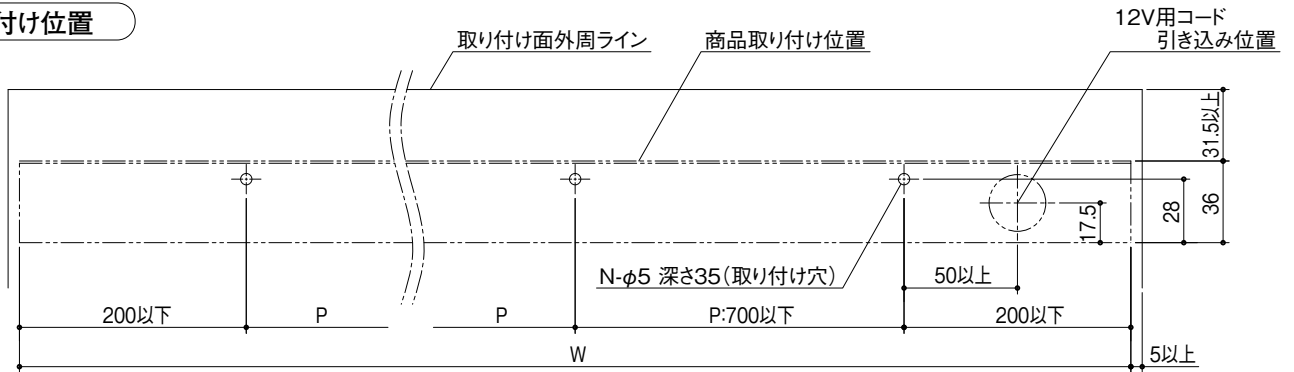 付け位置
取り付け面外周ライン
商品取り付け位置
12V用コード
引き込み位置
31.5以上
36
28
17.5
N-φ5 深さ35(取り付け穴)
50以上
200以下
P
P
P:700以下
200以下
W
5以上